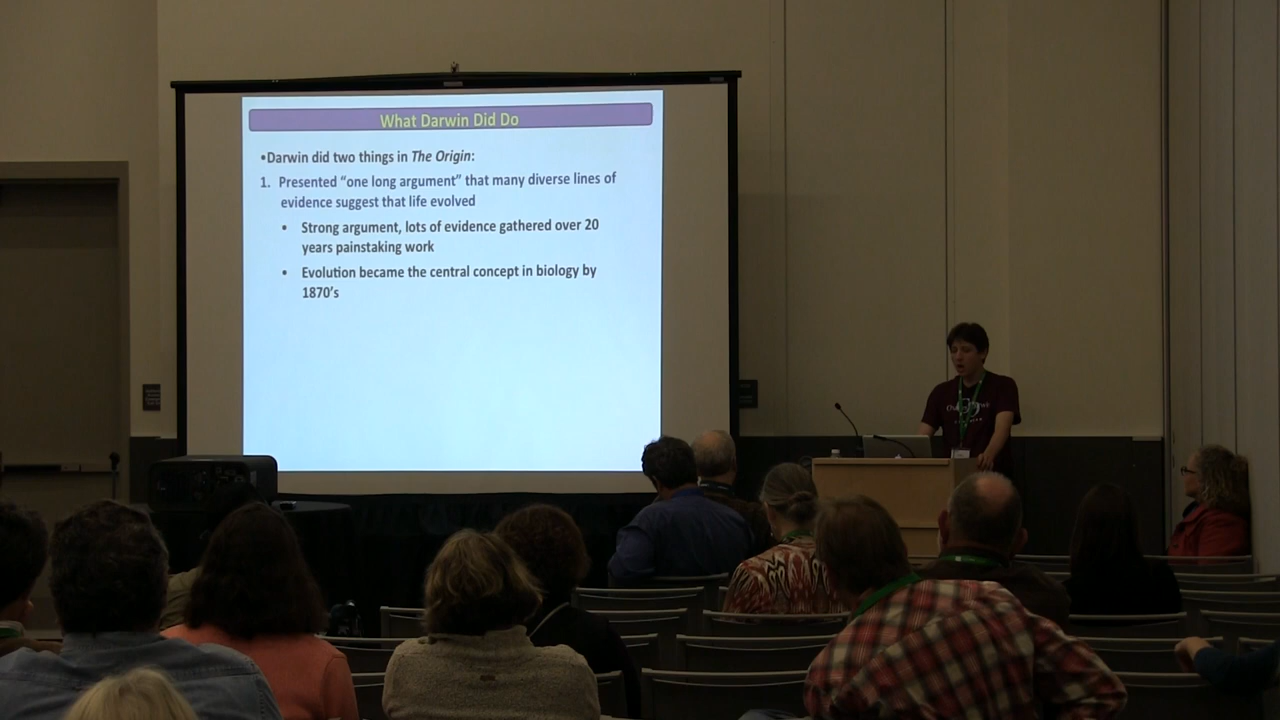 What Darwin Did Do
•Darwin did two things in The Origin:
1. Presented “one long argument” that many diverse lines of
evidence suggest that life evolved
• Strong argument, lots of evidence gathered over 20
years painstaking work
• Evolution became the central concept in biology by
1870’s